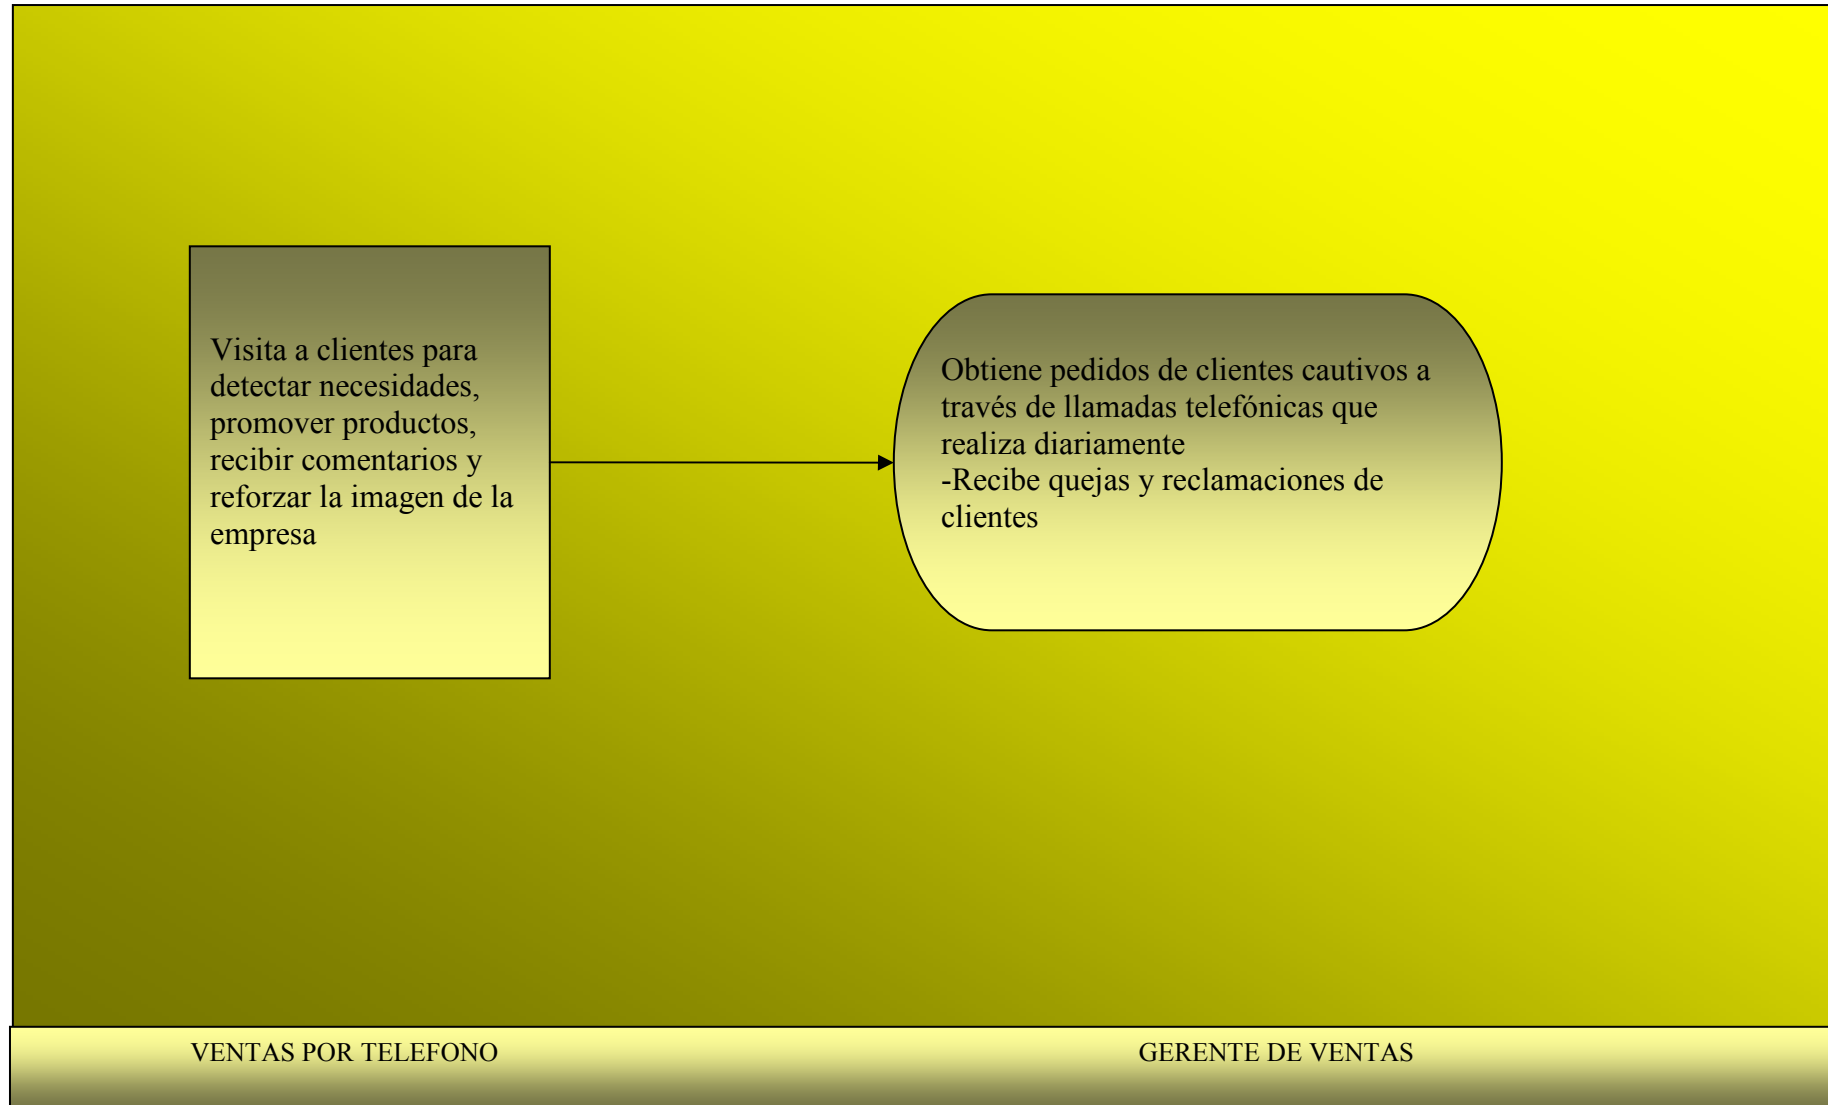 Visita a clientes para
detectar necesidades,
promover productos,
recibir comentarios y
reforzar la imagen de la
empresa
Obtiene pedidos de clientes cautivos a
través de llamadas telefónicas que
realiza diariamente
-Recibe quejas y reclamaciones de
clientes
VENTAS POR TELEFONO
GERENTE DE VENTAS